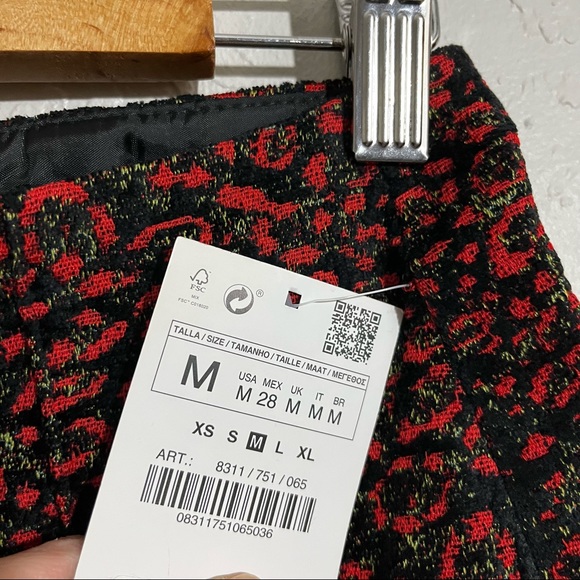 FSC
MIX
®
TALLA / SIZE / TAMANHO / TAILLE / MAAT / ΜΕΓΕΘΟΣ
M
USA MEX UK IT BR
M 28 M M M
XS S M L XL
ART.: 8311 / 751 / 065
08311751065036